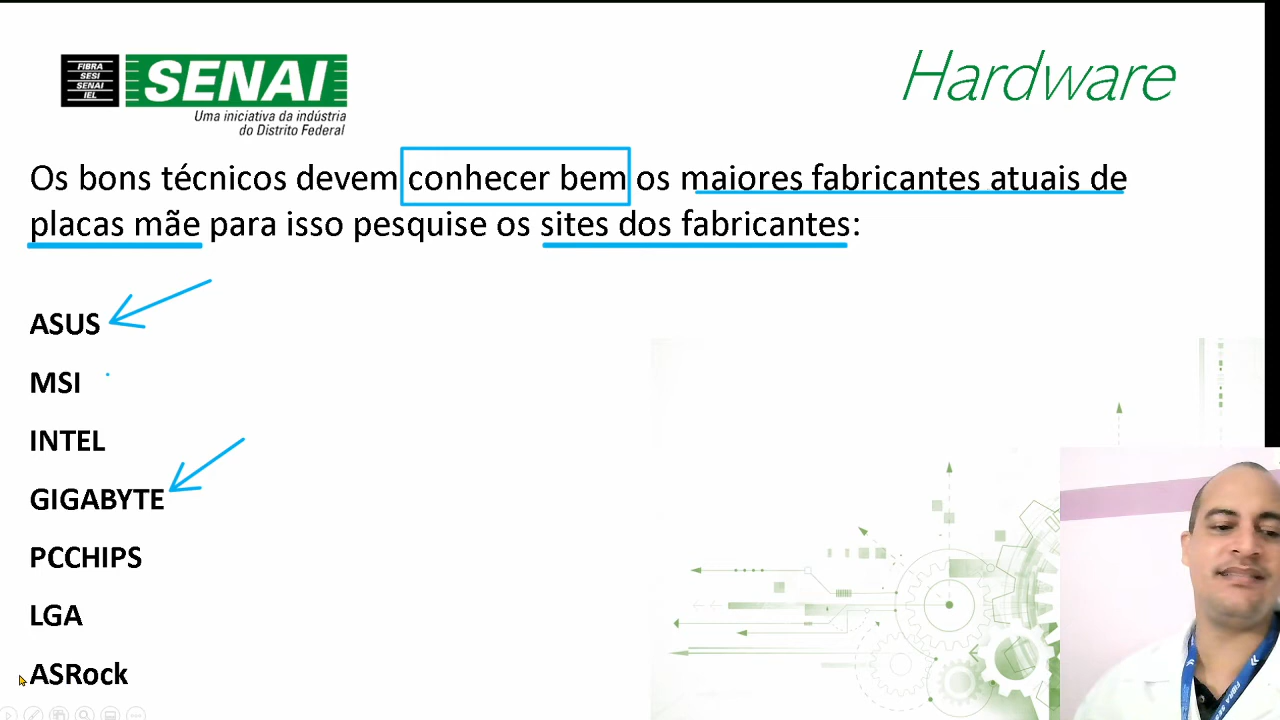 FIBRA
SESI
SENAI
IEL
SENAI
Uma iniciativa da indústria
do Distrito Federal
Hardware
Os bons técnicos devem conhecer bem os maiores fabricantes atuais de
placas mãe para isso pesquise os sites dos fabricantes:
ASUS
MSI
INTEL
GIGABYTE
PCCHIPS
LGA
ASRock